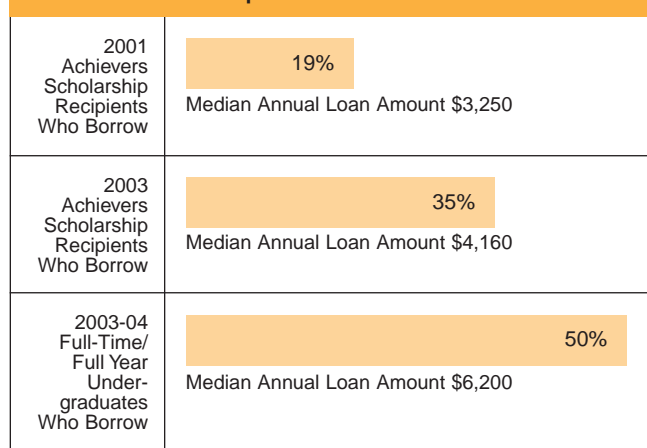 2001
Achievers
Scholarship
Recipients
Who Borrow
19%
Median Annual Loan Amount $3,250
2003
Achievers
Scholarship
Recipients
Who Borrow
35%
Median Annual Loan Amount $4,160
2003-04
Full-Time/
Full Year
Under-
graduates
Who Borrow
50%
Median Annual Loan Amount $6,200